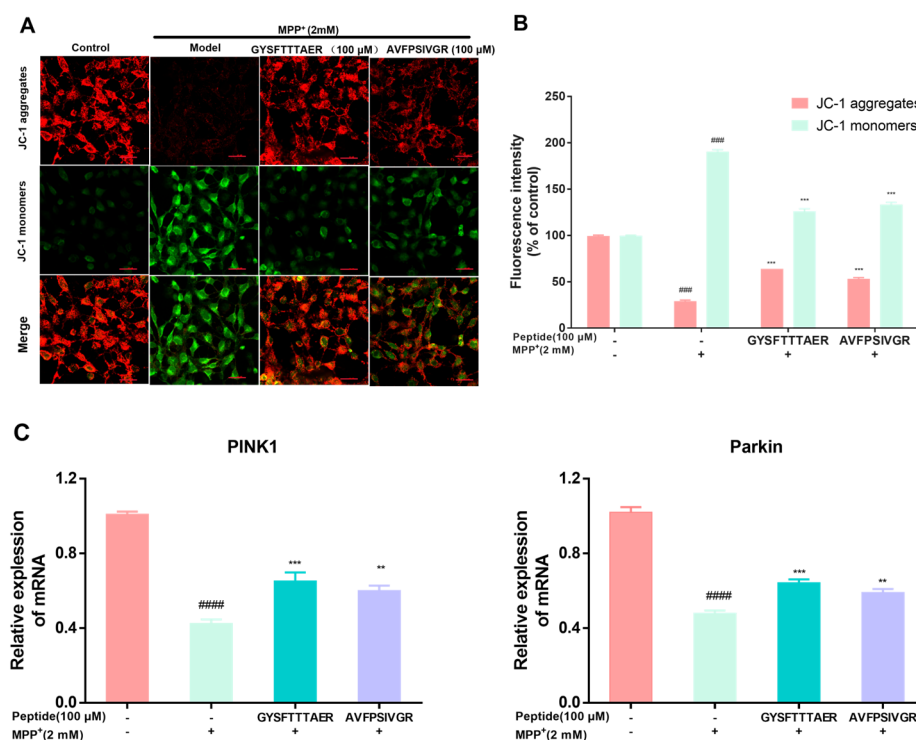 A
MPP⁺(2mM)
Control
Model
GYSFTTTAER (100 μM)
AVFPSIVGR (100 μM)
JC-1 aggregates
JC-1 monomers
Merge
B
Fluorescence intensity
(% of control)
250
200
150
100
50
0
JC-1 aggregates
JC-1 monomers
###
###
***
***
***
***
Peptide(100 μM) - - GYSFTTTAER AVFPSIVGR
MPP⁺(2 mM) - + + +
C
PINK1
Relative explession
of mRNA
1.2
0.8
0.4
0.0
####
***
**
Peptide(100 μM) - - GYSFTTTAER AVFPSIVGR
MPP⁺(2 mM) - + + +
Parkin
Relative explession
of mRNA
1.2
0.8
0.4
0.0
####
***
**
Peptide(100 μM) - - GYSFTTTAER AVFPSIVGR
MPP⁺(2 mM) - + + +